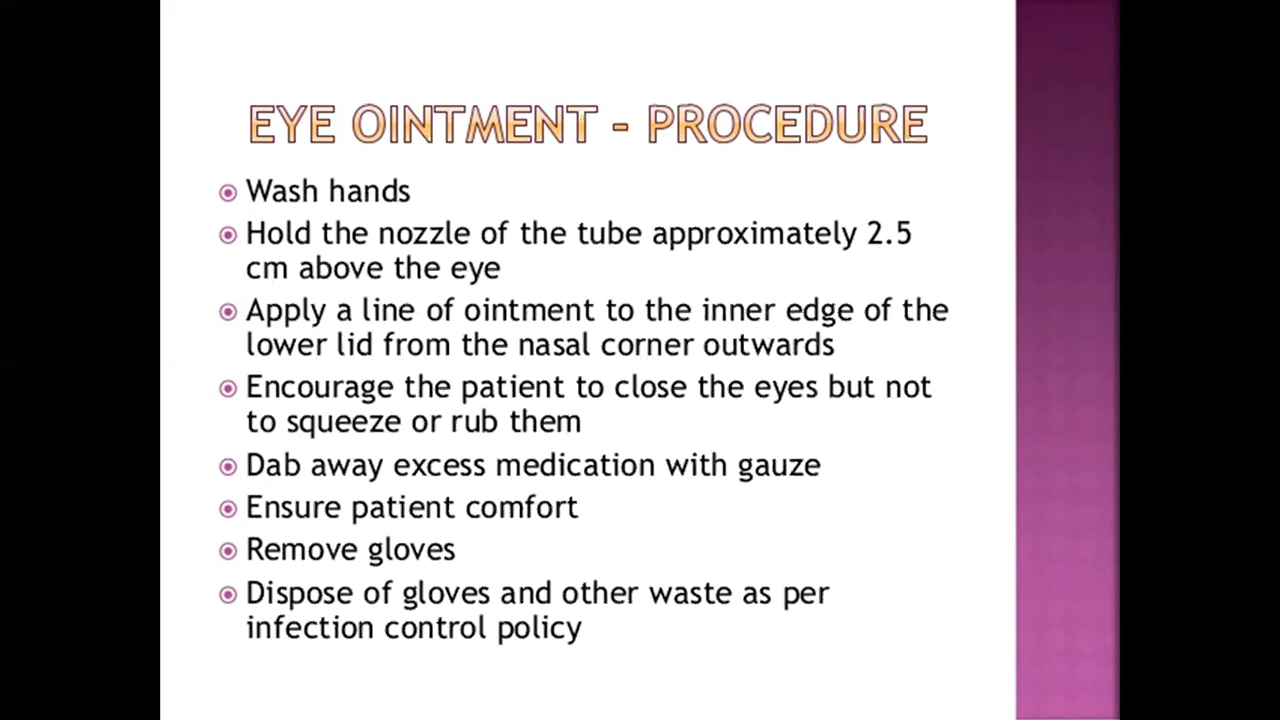 EYE OINTMENT - PROCEDURE
Wash hands
Hold the nozzle of the tube approximately 2.5
cm above the eye
Apply a line of ointment to the inner edge of the
lower lid from the nasal corner outwards
Encourage the patient to close the eyes but not
to squeeze or rub them
Dab away excess medication with gauze
Ensure patient comfort
Remove gloves
Dispose of gloves and other waste as per
infection control policy